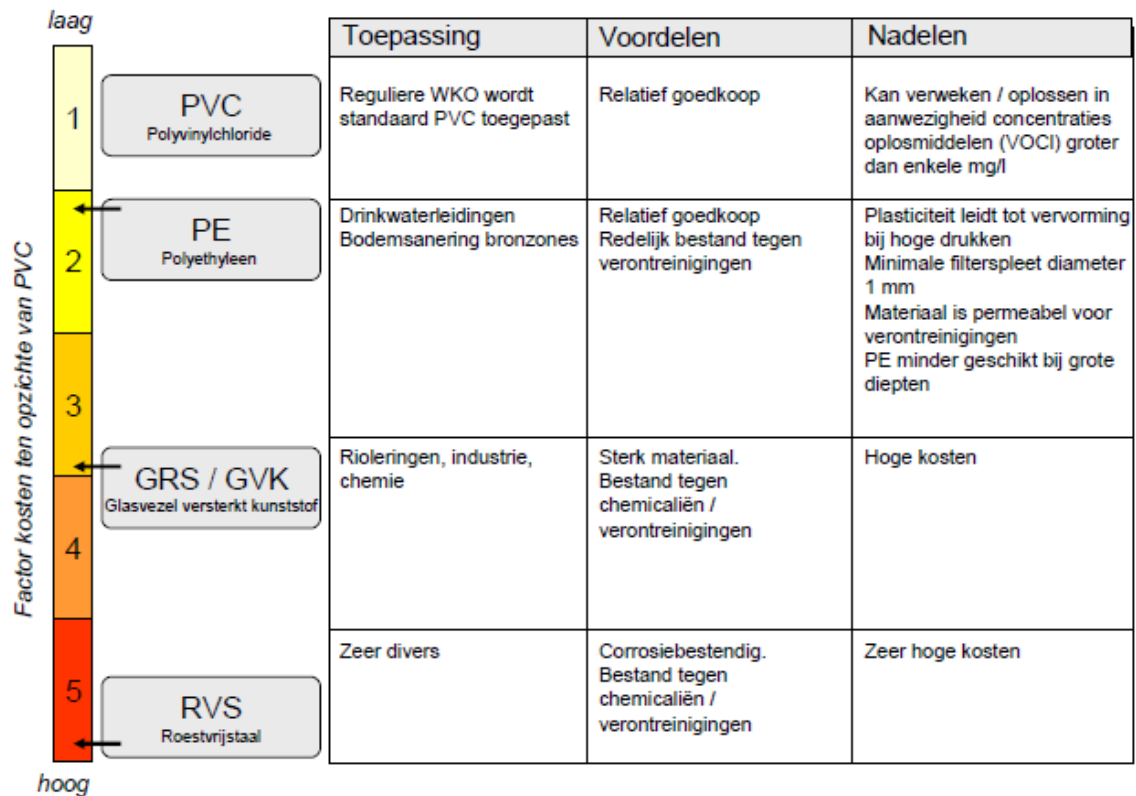 laag
Toepassing
Voordelen
Nadelen
1
PVC
Polyvinylchloride
Reguliere WKO wordt
standaard PVC toegepast
Relatief goedkoop
Kan verweken / oplossen in
aanwezigheid concentraties
oplosmiddelen (VOCl) groter
dan enkele mg/l
2
PE
Polyethyleen
Drinkwaterleidingen
Bodemsanering bronzones
Relatief goedkoop
Redelijk bestand tegen
verontreinigingen
Plasticiteit leidt tot vervorming
bij hoge drukken
Minimale filterspleet diameter
1 mm
Materiaal is permeabel voor
verontreinigingen
PE minder geschikt bij grote
diepten
3
GRS / GVK
Glasvezel versterkt kunststof
Rioleringen, industrie,
chemie
Sterk materiaal.
Bestand tegen
chemicaliën /
verontreinigingen
Hoge kosten
4
5
RVS
Roestvrijstaal
Zeer divers
Corrosiebestendig.
Bestand tegen
chemicaliën /
verontreinigingen
Zeer hoge kosten
hoog
Factor kosten ten opzichte van PVC